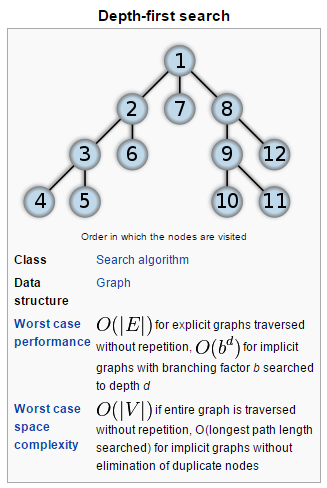 Depth-first search
1
2 7 8
3 6 9 12
4 5 10 11
Order in which the nodes are visited
Class Search algorithm
Data structure Graph
Worst case performance O(|E|) for explicit graphs traversed
without repetition, O(b^d) for implicit
graphs with branching factor b searched
to depth d
Worst case space complexity O(|V|) if entire graph is traversed
without repetition, O(longest path length
searched) for implicit graphs without
elimination of duplicate nodes